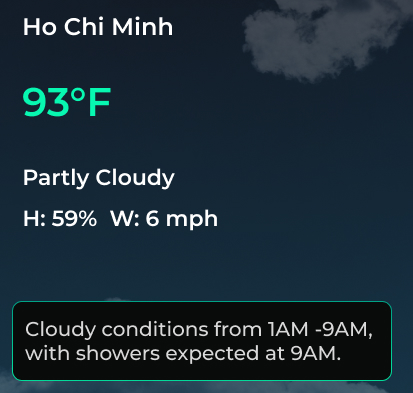 Ho Chi Minh
93°F
Partly Cloudy
H: 59%  W: 6 mph
Cloudy conditions from 1AM -9AM,
with showers expected at 9AM.